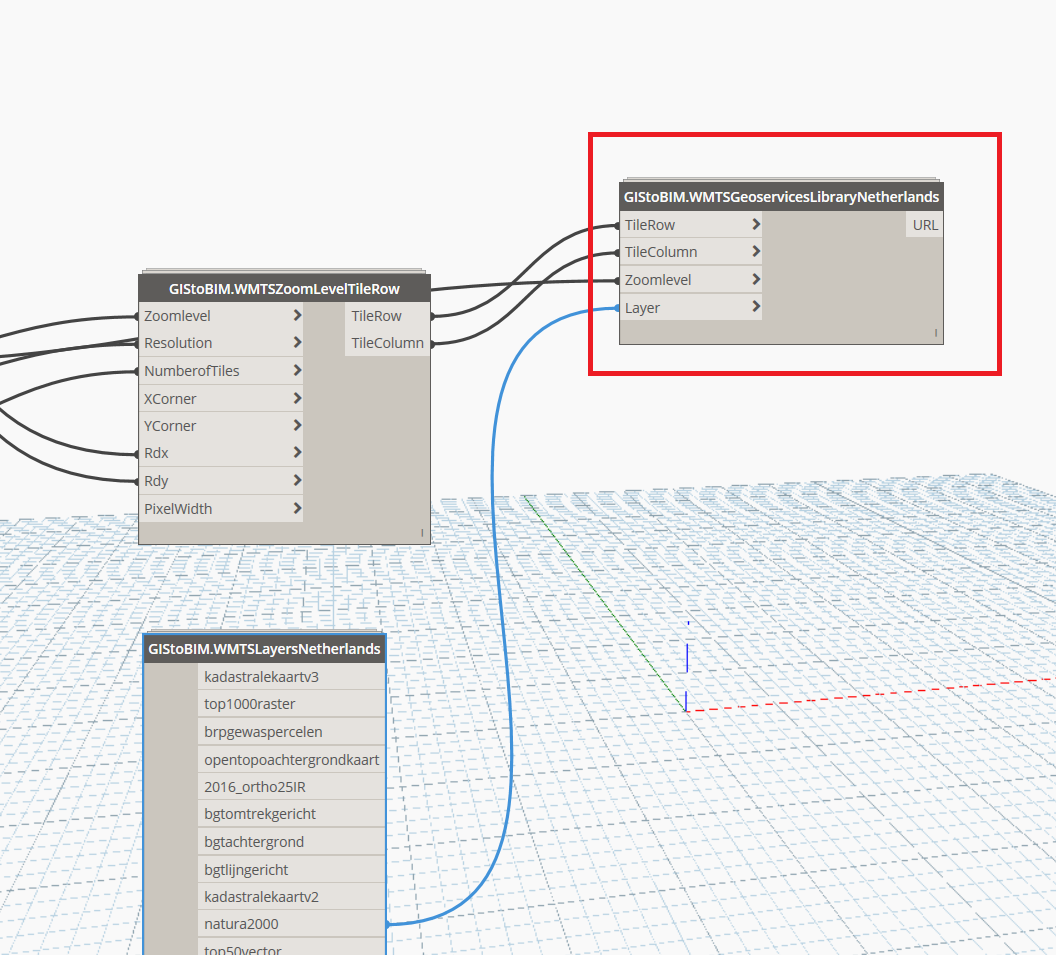 GIStoBIM.WMTSGeoservicesLibraryNetherlands
TileRow
URL
TileColumn
Zoomlevel
Layer
GIStoBIM.WMTSZoomLevelTileRow
Zoomlevel
TileRow
Resolution
TileColumn
NumberofTiles
XCorner
YCorner
Rdx
Rdy
PixelWidth
GIStoBIM.WMTSLayersNetherlands
kadastralekaartv3
top1000raster
brpgewaspercelen
opentopoachtergrondkaart
2016_ortho25IR
bgtomtrekgericht
bgtachtergrond
bgtlijngericht
kadastralekaartv2
natura2000
top50vector